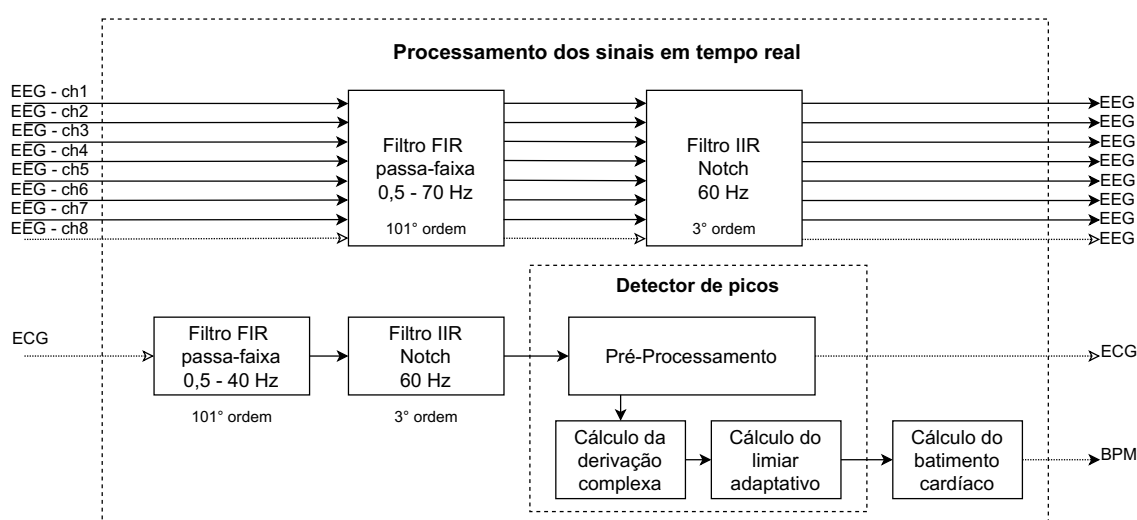 Processamento dos sinais em tempo real
EEG - ch1
EEG - ch2
EEG - ch3
EEG - ch4
EEG - ch5
EEG - ch6
EEG - ch7
EEG - ch8
Filtro FIR
passa-faixa
0,5 - 70 Hz
101° ordem
Filtro IIR
Notch
60 Hz
3° ordem
EEG
EEG
EEG
EEG
EEG
EEG
EEG
EEG
ECG
Filtro FIR
passa-faixa
0,5 - 40 Hz
101° ordem
Filtro IIR
Notch
60 Hz
3° ordem
Detector de picos
Pré-Processamento
ECG
Cálculo da
derivação
complexa
Cálculo do
limiar
adaptativo
Cálculo do
batimento
cardíaco
BPM